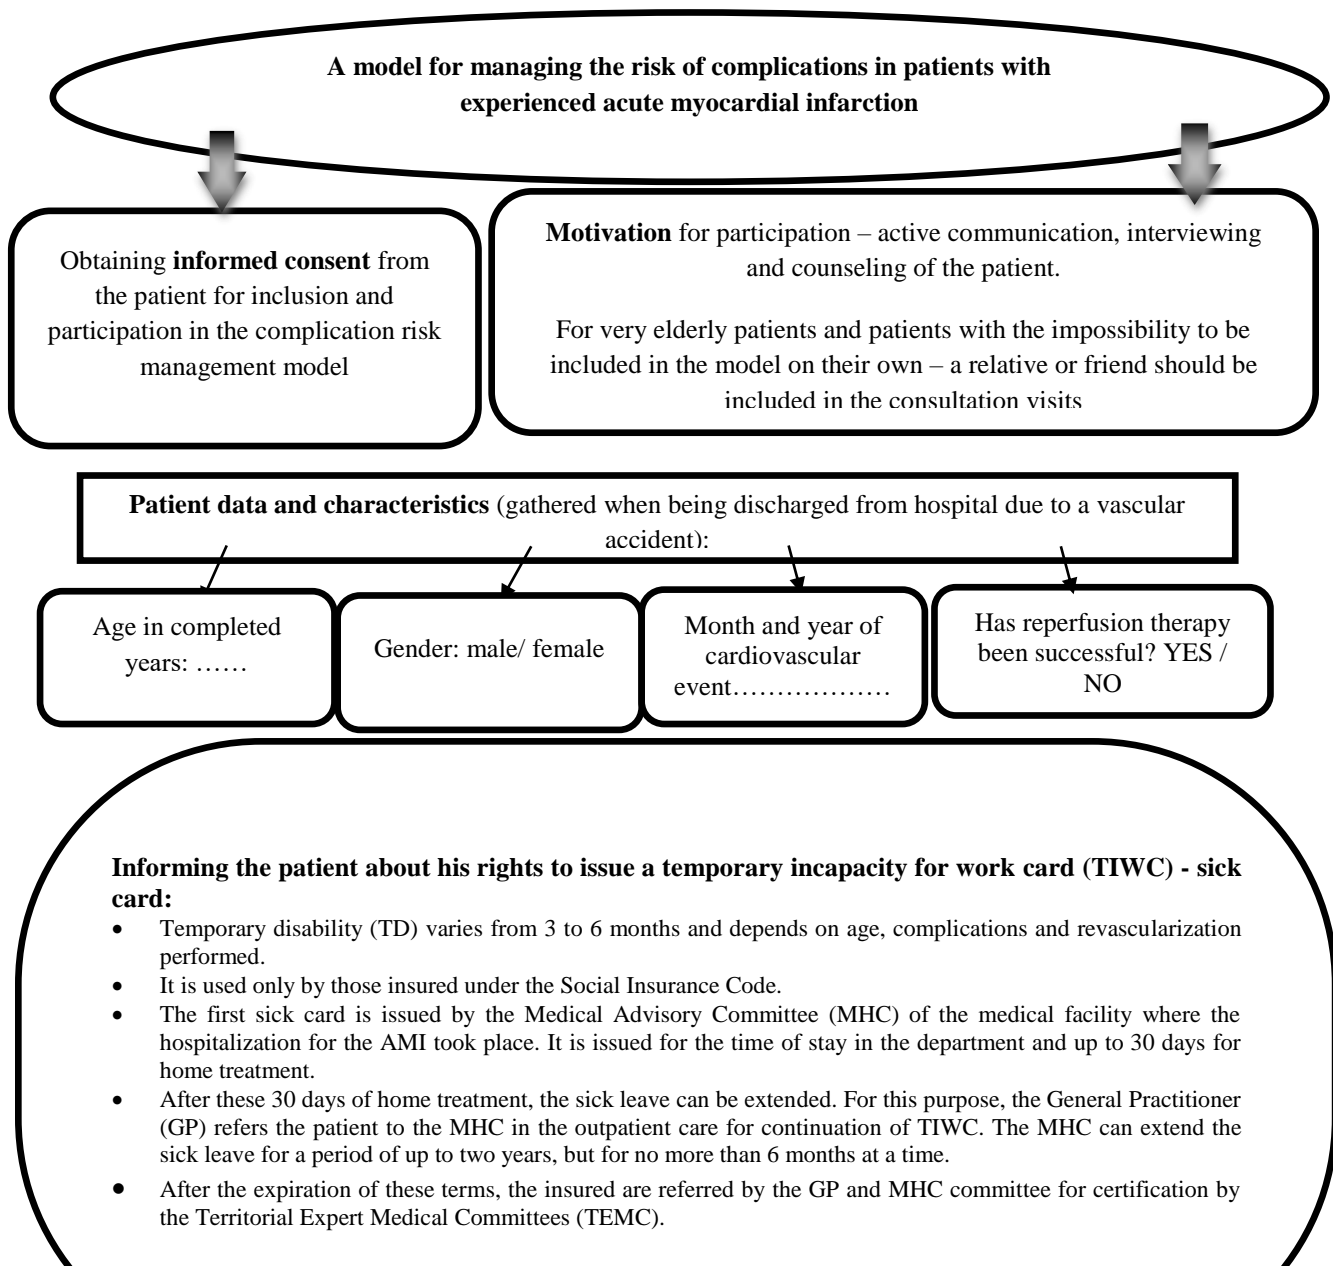 A model for managing the risk of complications in patients with
experienced acute myocardial infarction
Obtaining informed consent from
the patient for inclusion and
participation in the complication risk
management model
Motivation for participation – active communication, interviewing
and counseling of the patient.
For very elderly patients and patients with the impossibility to be
included in the model on their own – a relative or friend should be
included in the consultation visits
Patient data and characteristics (gathered when being discharged from hospital due to a vascular
accident):
Age in completed
years: ……
Gender: male/ female
Month and year of
cardiovascular
event………………
Has reperfusion therapy
been successful? YES /
NO
Informing the patient about his rights to issue a temporary incapacity for work card (TIWC) - sick
card:
• Temporary disability (TD) varies from 3 to 6 months and depends on age, complications and revascularization
performed.
• It is used only by those insured under the Social Insurance Code.
• The first sick card is issued by the Medical Advisory Committee (MHC) of the medical facility where the
hospitalization for the AMI took place. It is issued for the time of stay in the department and up to 30 days for
home treatment.
• After these 30 days of home treatment, the sick leave can be extended. For this purpose, the General Practitioner
(GP) refers the patient to the MHC in the outpatient care for continuation of TIWC. The MHC can extend the
sick leave for a period of up to two years, but for no more than 6 months at a time.
• After the expiration of these terms, the insured are referred by the GP and MHC committee for certification by
the Territorial Expert Medical Committees (TEMC).